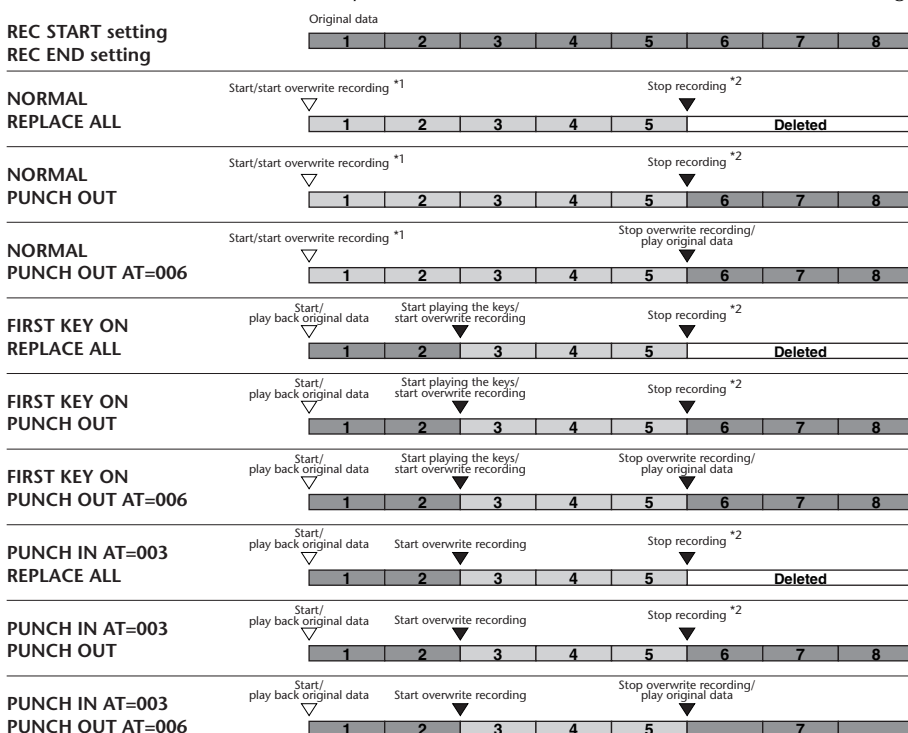 Original data
REC START setting
REC END setting
1 2 3 4 5 6 7 8
NORMAL
REPLACE ALL
Start/start overwrite recording *1
Stop recording *2
1 2 3 4 5 Deleted
NORMAL
PUNCH OUT
Start/start overwrite recording *1
Stop recording *2
1 2 3 4 5 6 7 8
NORMAL
PUNCH OUT AT=006
Start/start overwrite recording *1
Stop overwrite recording/
play original data
1 2 3 4 5 6 7 8
FIRST KEY ON
REPLACE ALL
Start/
play back original data
Start playing the keys/
start overwrite recording
Stop recording *2
1 2 3 4 5 Deleted
FIRST KEY ON
PUNCH OUT
Start/
play back original data
Start playing the keys/
start overwrite recording
Stop recording *2
1 2 3 4 5 6 7 8
FIRST KEY ON
PUNCH OUT AT=006
Start/
play back original data
Start playing the keys/
start overwrite recording
Stop overwrite recording/
play original data
1 2 3 4 5 6 7 8
PUNCH IN AT=003
REPLACE ALL
Start/
play back original data
Start overwrite recording
Stop recording *2
1 2 3 4 5 Deleted
PUNCH IN AT=003
PUNCH OUT
Start/
play back original data
Start overwrite recording
Stop recording *2
1 2 3 4 5 6 7 8
PUNCH IN AT=003
PUNCH OUT AT=006
Start/
play back original data
Start overwrite recording
Stop overwrite recording/
play original data
1 2 3 4 5 7